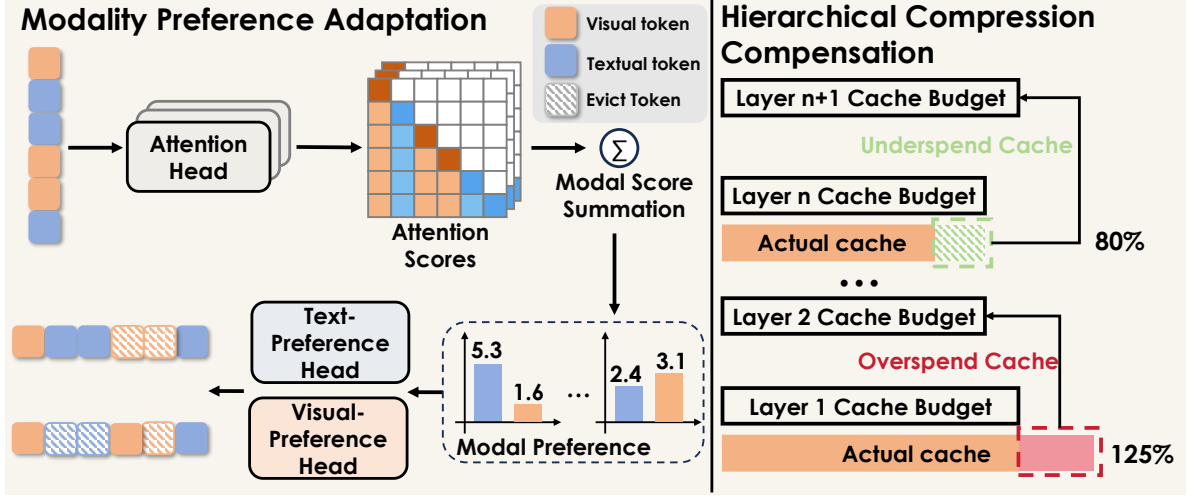 Modality Preference Adaptation
Visual token
Textual token
Evict Token
Attention
Head
Attention
Scores
Σ
Modal Score
Summation
Text-
Preference
Head
Visual-
Preference
Head
5.3
1.6
...
2.4
3.1
Modal Preference
Hierarchical Compression
Compensation
Layer n+1 Cache Budget
Underspend Cache
Layer n Cache Budget
Actual cache
80%
...
Layer 2 Cache Budget
Overspend Cache
Layer 1 Cache Budget
Actual cache
125%